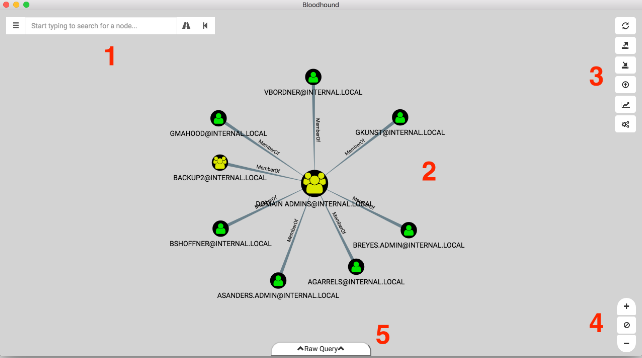 Bloodhound
Start typing to search for a node...
1
3
VBORDNER@INTERNAL.LOCAL
GMAHOOD@INTERNAL.LOCAL
GKUNST@INTERNAL.LOCAL
MemberOf
MemberOf
MemberOf
BACKUP2@INTERNAL.LOCAL
MemberOf
2
DOMAIN ADMINS@INTERNAL.LOCAL
MemberOf
MemberOf
MemberOf
MemberOf
MemberOf
BSHOFFNER@INTERNAL.LOCAL
BREYES.ADMIN@INTERNAL.LOCAL
AGARRELS@INTERNAL.LOCAL
ASANDERS.ADMIN@INTERNAL.LOCAL
4
5
Raw Query